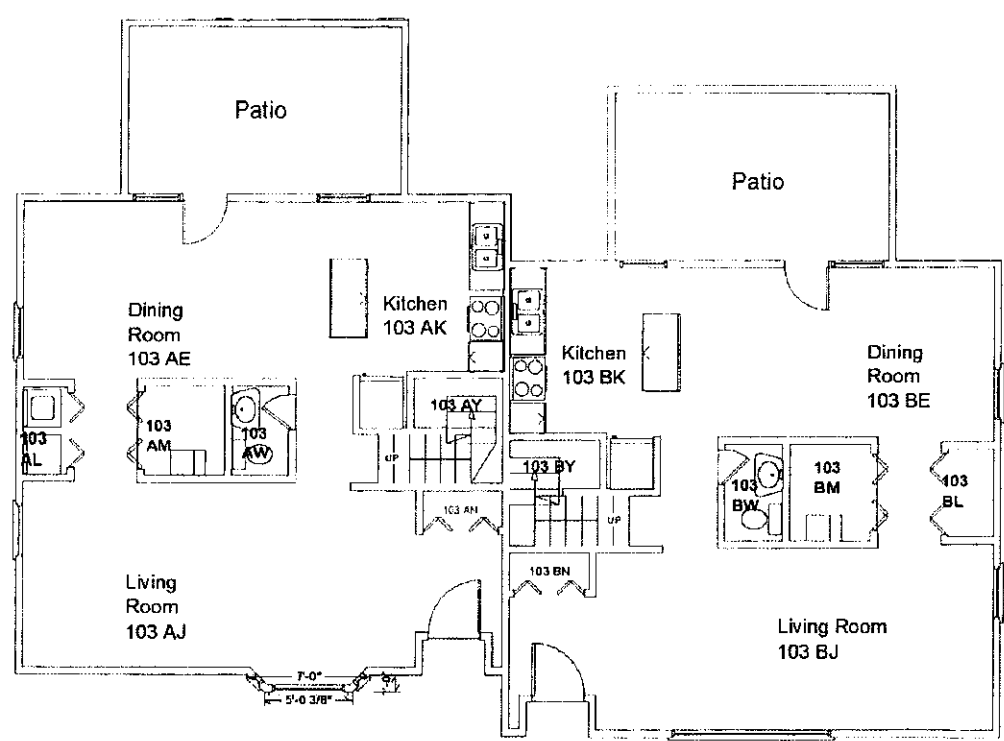 Patio
Patio
Dining
Room
103 AE
Kitchen
103 AK
Kitchen
103 BK
Dining
Room
103 BE
103
AL
103
AM
103
AW
103 AY
UP
103 AN
103 BY
UP
103
BW
103
BM
103
BL
103 BN
Living
Room
103 AJ
Living Room
103 BJ
7'-0"
5'-0 3/8"